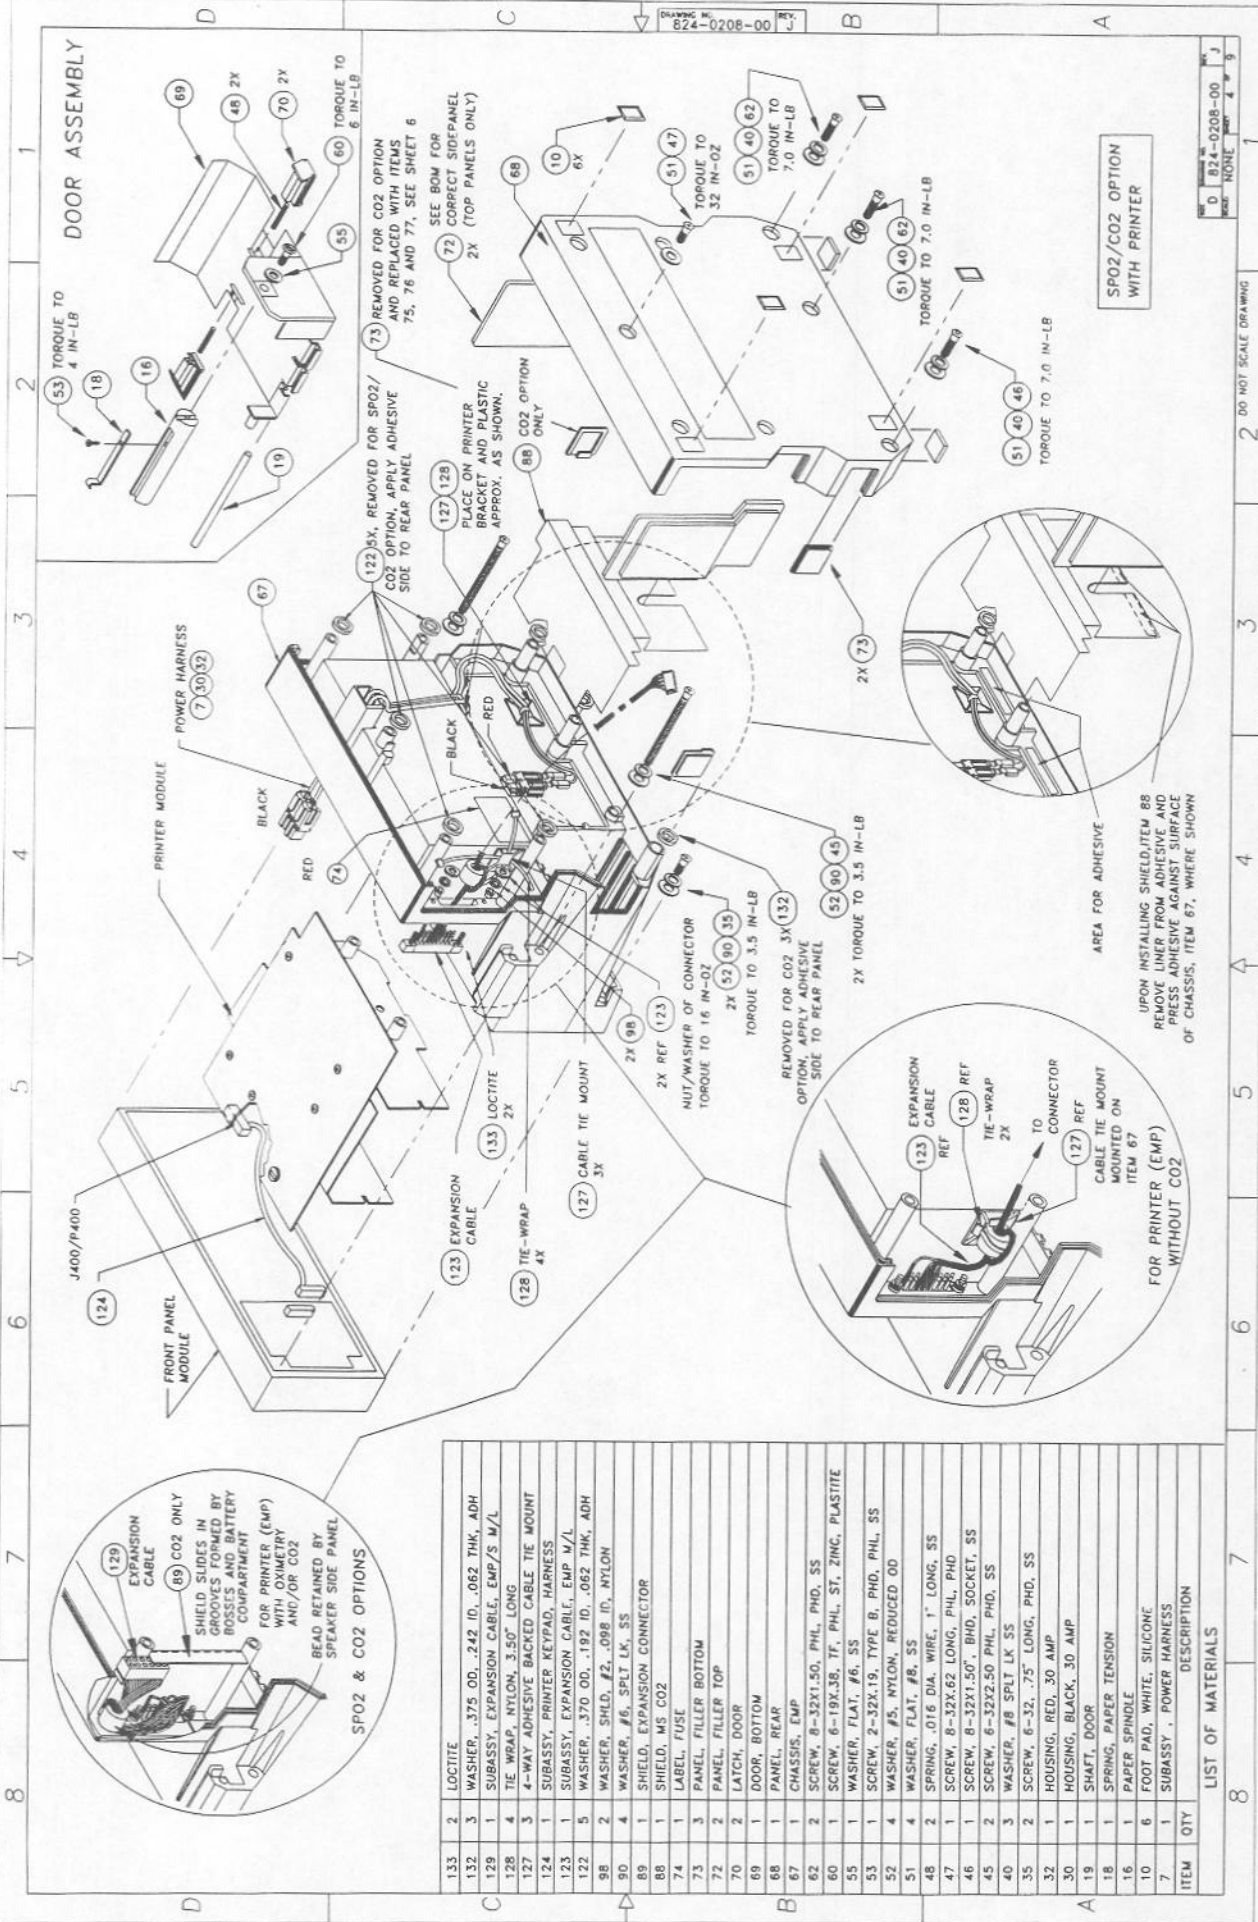 8
7
6
5
4
3
2
1
D
C
B
A
DRAWING NO.
824-0208-00
REV.
J
DOOR ASSEMBLY
53 TORQUE TO
4 IN-LB
18
16
19
69
48 2X
70 2X
60 TORQUE TO
6 IN-LB
55
73 REMOVED FOR CO2 OPTION
AND REPLACED WITH ITEMS
75, 76 AND 77, SEE SHEET 6
SEE BOM FOR
72 CORRECT SIDEPANEL
2X (TOP PANELS ONLY)
68
10
6X
51 47
TORQUE TO
32 IN-OZ
51 40 62
TORQUE TO
7.0 IN-LB
51 40 62
TORQUE TO 7.0 IN-LB
51 40 46
TORQUE TO 7.0 IN-LB
122 5X, REMOVED FOR SPO2/
CO2 OPTION, APPLY ADHESIVE
SIDE TO REAR PANEL
127 128
PLACE ON PRINTER
BRACKET AND PLASTIC
APPROX. AS SHOWN.
88 CO2 OPTION
ONLY
2X 73
67
POWER HARNESS
7 30 32
PRINTER MODULE
BLACK
RED
74
BLACK
RED
J400/P400
124
FRONT PANEL
MODULE
123 EXPANSION
CABLE
133 LOCTITE
2X
128 TIE-WRAP
4X
127 CABLE TIE MOUNT
3X
2X 98
2X REF 123
NUT/WASHER OF CONNECTOR
TORQUE TO 16 IN-OZ
2X 52 90 35
TORQUE TO 3.5 IN-LB
REMOVED FOR CO2 3X 132
OPTION, APPLY ADHESIVE
SIDE TO REAR PANEL
52 90 45
2X TORQUE TO 3.5 IN-LB
AREA FOR ADHESIVE
UPON INSTALLING SHIELD, ITEM 88
REMOVE LINER FROM ADHESIVE AND
PRESS ADHESIVE AGAINST SURFACE
OF CHASSIS, ITEM 67, WHERE SHOWN
123 EXPANSION
CABLE
REF
128 REF
TIE-WRAP
2X
TO
CONNECTOR
127 REF
CABLE TIE MOUNT
MOUNTED ON
ITEM 67
FOR PRINTER (EMP)
WITHOUT CO2
129
EXPANSION
CABLE
89 CO2 ONLY
SHIELD SLIDES IN
GROOVES FORMED BY
BOSSES AND BATTERY
COMPARTMENT
FOR PRINTER (EMP)
WITH OXIMETRY
AND/OR CO2
BEAD RETAINED BY
SPEAKER SIDE PANEL
SPO2 & CO2 OPTIONS
133 2 LOCTITE
132 3 WASHER, .375 OD, .242 ID, .062 THK, ADH
129 1 SUBASSY, EXPANSION CABLE, EMP/S M/L
128 4 TIE WRAP, NYLON, 3.50" LONG
127 3 4-WAY ADHESIVE BACKED CABLE TIE MOUNT
124 1 SUBASSY, PRINTER KEYPAD, HARNESS
123 1 SUBASSY, EXPANSION CABLE, EMP M/L
122 5 WASHER, .370 OD, .192 ID, .062 THK, ADH
98 2 WASHER, SHLD, #2, .098 ID, NYLON
90 4 WASHER, #6, SPLT LK, SS
89 1 SHIELD, EXPANSION CONNECTOR
88 1 SHIELD, MS CO2
74 1 LABEL, FUSE
73 3 PANEL, FILLER BOTTOM
72 2 PANEL, FILLER TOP
70 2 LATCH, DOOR
69 1 DOOR, BOTTOM
68 1 PANEL, REAR
67 1 CHASSIS, EMP
62 2 SCREW, 8-32X1.50, PHL, PHD, SS
60 1 SCREW, 6-19X.38, TF, PHL, ST, ZINC, PLASTITE
55 1 WASHER, FLAT, #6, SS
53 1 SCREW, 2-32X.19, TYPE B, PHD, PHL, SS
52 4 WASHER, #5, NYLON, REDUCED OD
51 4 WASHER, FLAT, #8, SS
48 2 SPRING, .016 DIA. WIRE, 1" LONG, SS
47 1 SCREW, 8-32X.62 LONG, PHL, PHD
46 1 SCREW, 8-32X1.50", BHD, SOCKET, SS
45 2 SCREW, 6-32X2.50 PHL, PHD, SS
40 3 WASHER, #8 SPLT LK SS
35 2 SCREW, 6-32, .75" LONG, PHD, SS
32 1 HOUSING, RED, 30 AMP
30 1 HOUSING, BLACK, 30 AMP
19 1 SHAFT, DOOR
18 1 SPRING, PAPER TENSION
16 1 PAPER SPINDLE
10 6 FOOT PAD, WHITE, SILICONE
7 1 SUBASSY , POWER HARNESS
ITEM QTY DESCRIPTION
LIST OF MATERIALS
SPO2/CO2 OPTION
WITH PRINTER
D 824-0208-00 J
NONE 4 9
8
7
6
5
4
3
2 DO NOT SCALE DRAWING
1
D
C
B
A